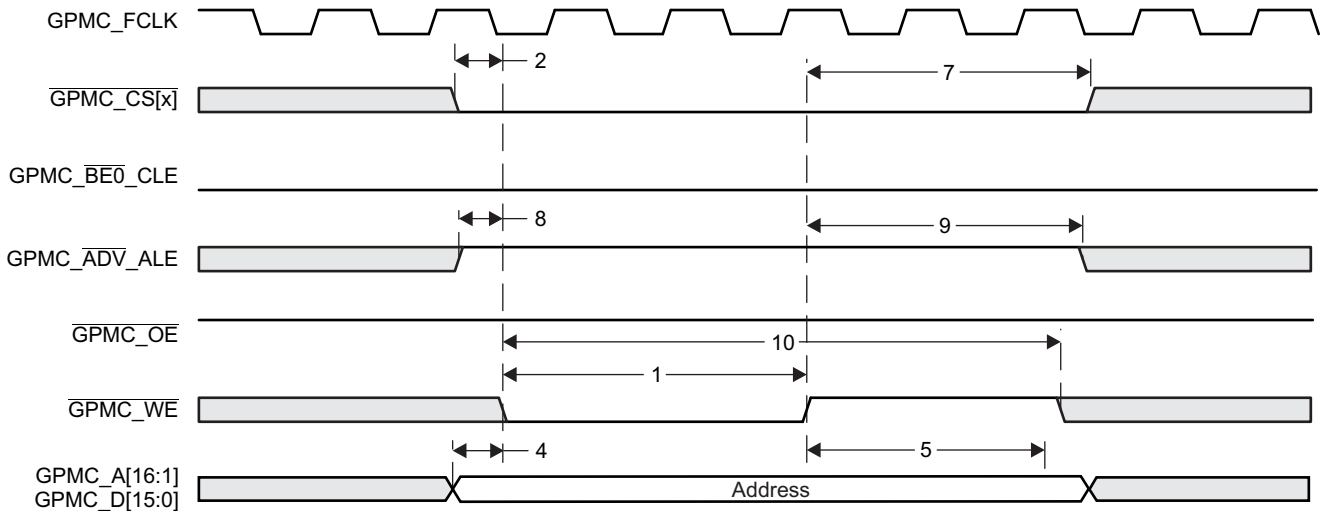 GPMC_FCLK
2
7
GPMC_CS[x]
GPMC_BE0_CLE
8
9
GPMC_ADV_ALE
GPMC_OE
10
1
GPMC_WE
4
5
GPMC_A[16:1]
GPMC_D[15:0]
Address